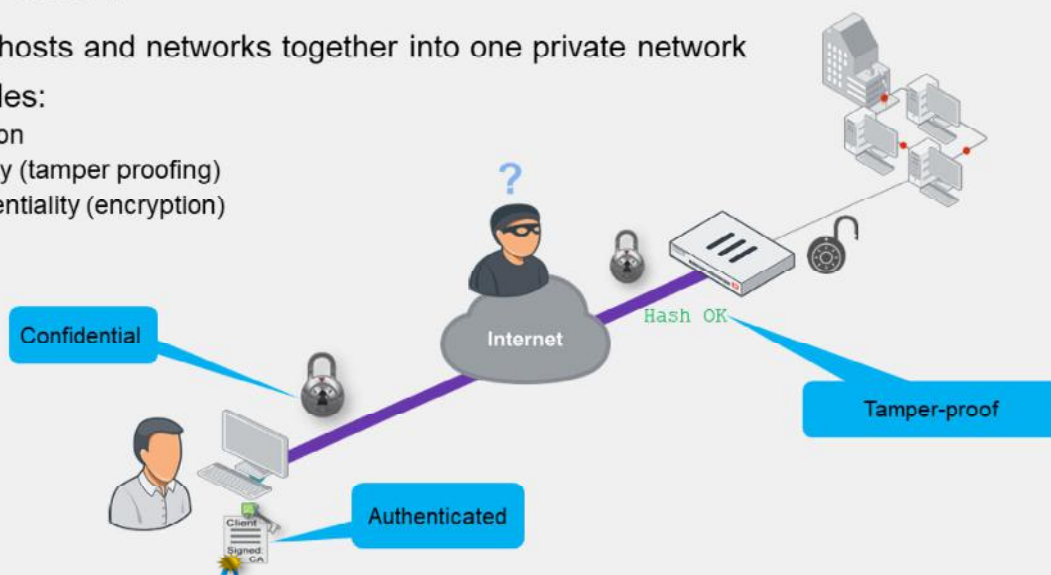 hosts and networks together into one private network
les:
on
y (tamper proofing)
entiality (encryption)
?
Internet
Hash OK
Confidential
Tamper-proof
Authenticated
Client
Signed:
CA